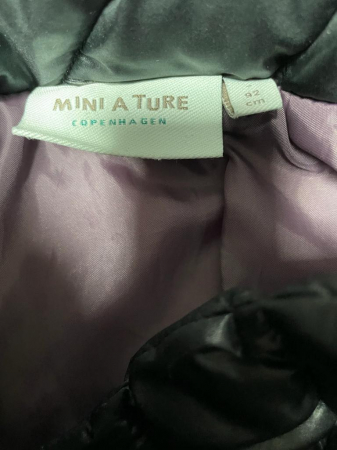 MINI A TURE
COPENHAGEN
92
cm